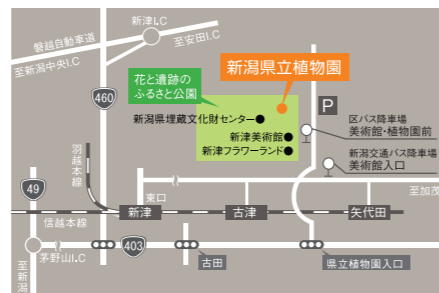 新津I.C
磐越自動車道
至安田I.C
至新潟中央I.C
新潟県立植物園
花と遺跡の
ふるさと公園
460
P
新潟県埋蔵文化財センター
区バス降車場
美術館・植物園前
新津美術館
新津フラワーランド
新潟交通バス降車場
美術館入口
羽越本線
49
東口
至加茂
新津
古津
矢代田
信越本線
403
茅野山I.C
古田
県立植物園入口
至新潟